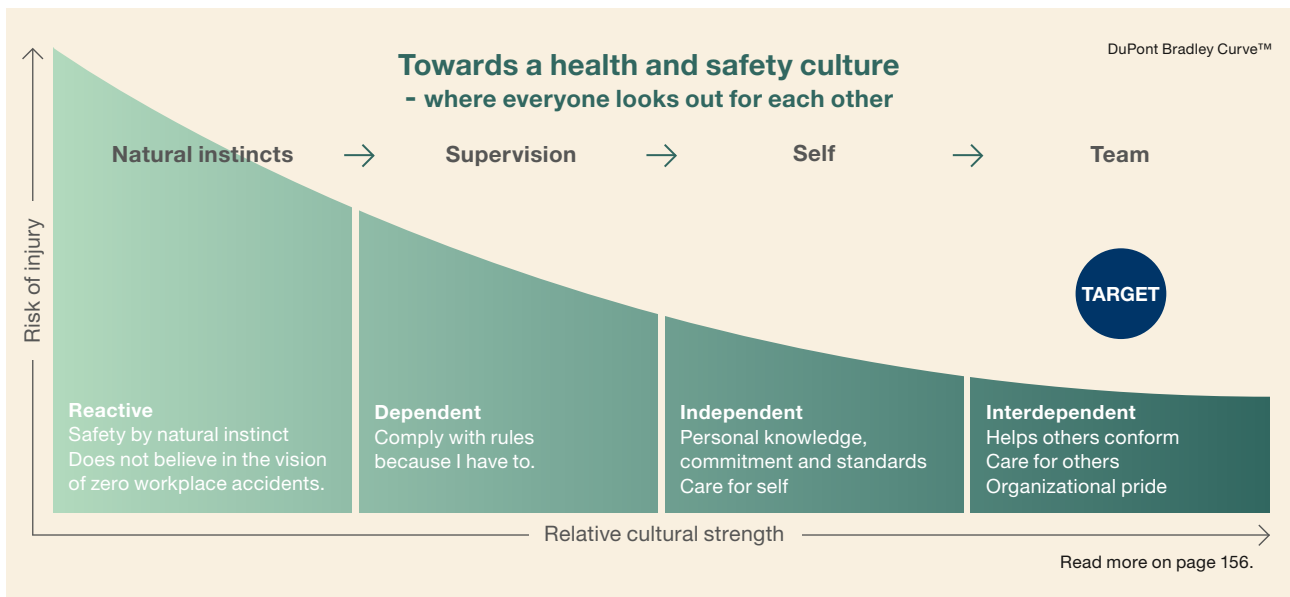 DuPont Bradley Curve™
Towards a health and safety culture
- where everyone looks out for each other
Natural instincts → Supervision → Self → Team
Risk of injury
TARGET
Reactive
Safety by natural instinct
Does not believe in the vision
of zero workplace accidents.
Dependent
Comply with rules
because I have to.
Independent
Personal knowledge,
commitment and standards
Care for self
Interdependent
Helps others conform
Care for others
Organizational pride
Relative cultural strength
Read more on page 156.